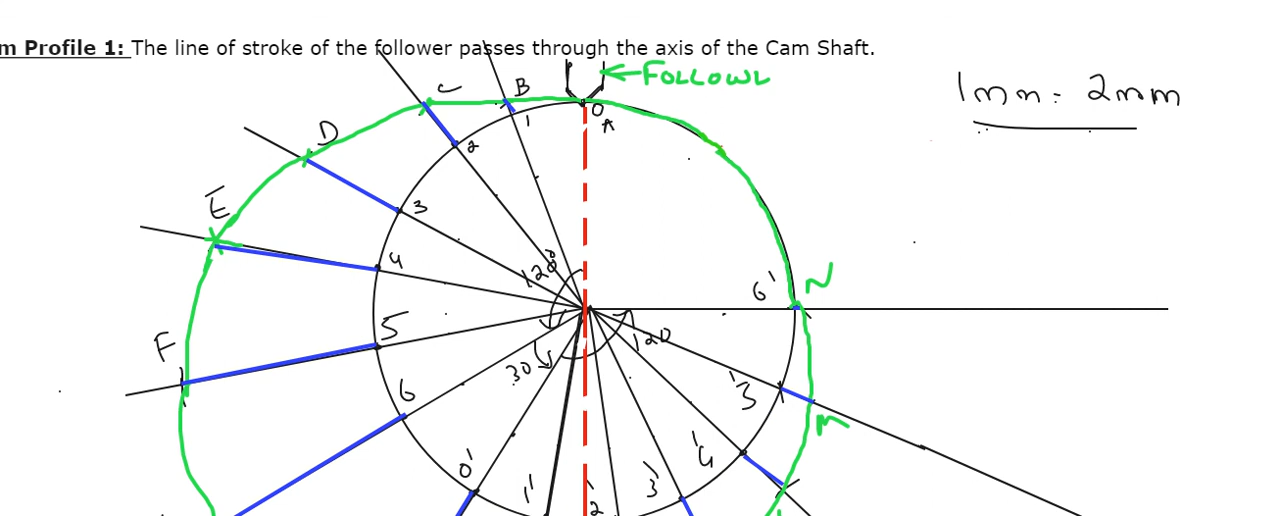 m Profile 1: The line of stroke of the follower passes through the axis of the Cam Shaft.
FOLLOWL
1mm = 2mm
C
B
O
A
1
D
2
E
3
4
120°
6'
N
F
5
120
30
6
'3
M
0'
1'
'2
3'
'4